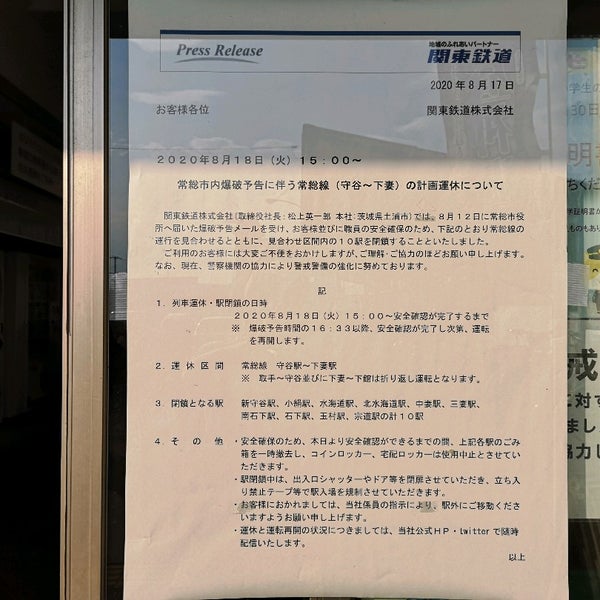 Press Release
地域のふれあいパートナー
関東鉄道
2020年8月17日
お客様各位
関東鉄道株式会社
2020年8月18日（火）15：00～
常総市内爆破予告に伴う常総線（守谷～下妻）の計画運休について
関東鉄道株式会社（取締役社長：松上英一郎 本社：茨城県土浦市）では、8月12日に常総市役
所へ届いた爆破予告メールを受け、お客様並びに職員の安全確保のため、下記のとおり常総線の
運行を見合わせるとともに、見合わせ区間内の10駅を閉鎖することといたしました。
ご利用のお客様には大変ご不便をおかけしますが、ご理解・ご協力のほどお願い申し上げます。
なお、現在、警察機関の協力により警戒警備の強化に努めております。
記
1．列車運休・駅閉鎖の日時
2020年8月18日（火）15：00～安全確認が完了するまで
※ 爆破予告時間の16：33以降、安全確認が完了し次第、運転
を再開します。
2．運休区間 常総線 守谷駅～下妻駅
※ 取手～守谷並びに下妻～下館は折り返し運転となります。
3．閉鎖となる駅 新守谷駅、小絹駅、水海道駅、北水海道駅、中妻駅、三妻駅、
南石下駅、石下駅、玉村駅、宗道駅の計10駅
4．その他 ・安全確保のため、本日より安全確認ができるまでの間、上記各駅のごみ
箱を一時撤去し、コインロッカー、宅配ロッカーは使用中止とさせてい
ただきます。
・駅閉鎖中は、出入口シャッターやドア等を閉扉させていただき、立ち入
り禁止テープ等で駅入場を規制させていただきます。
・お客様におかれましては、当社係員の指示により、駅外にご移動くださ
いますようお願い申し上げます。
・運休と運転再開の状況につきましては、当社公式HP・twitterで随時
配信いたします。
以上
学生の
30日
明
ちくだ
戒
に対す
まし
協力し